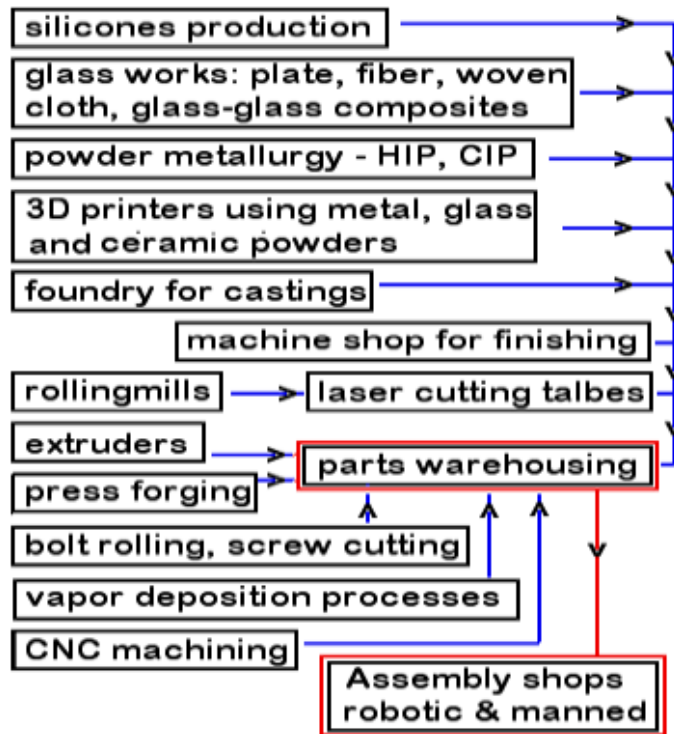 silicones production
glass works: plate, fiber, woven
cloth, glass-glass composites
powder metallurgy - HIP, CIP
3D printers using metal, glass
and ceramic powders
foundry for castings
machine shop for finishing
rollingmills
laser cutting talbes
extruders
parts warehousing
press forging
bolt rolling, screw cutting
vapor deposition processes
CNC machining
Assembly shops
robotic & manned